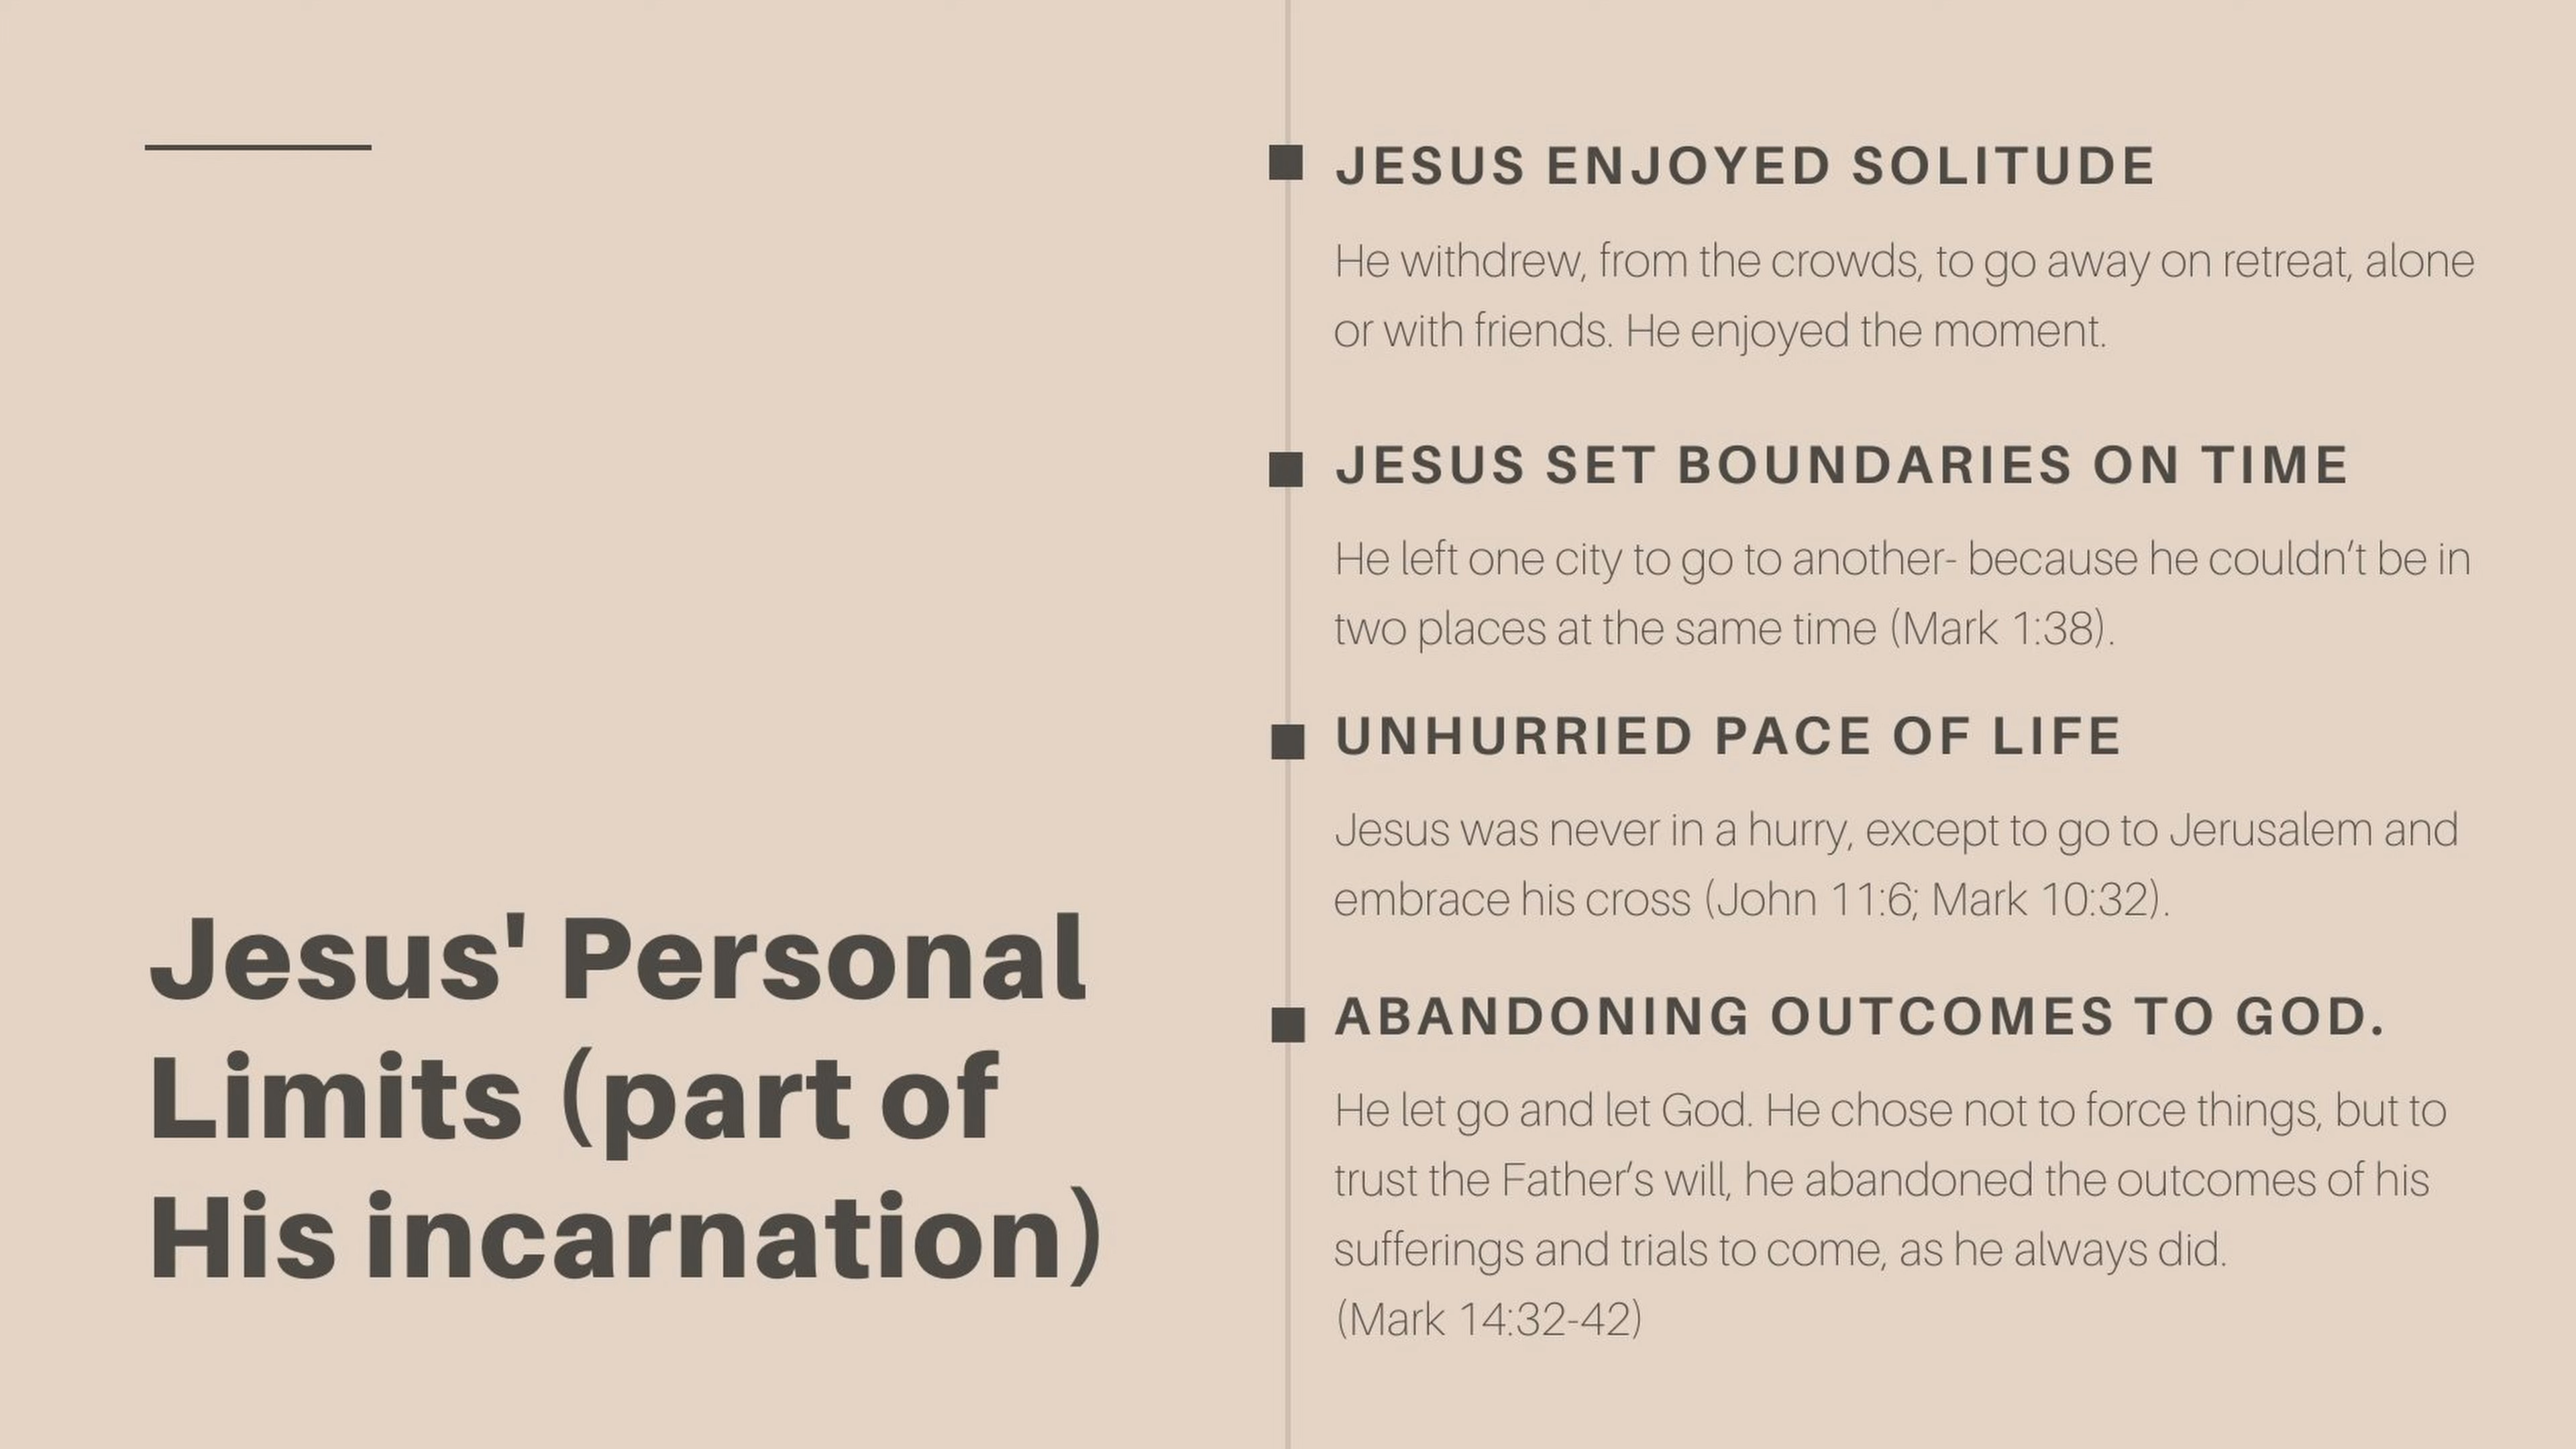 Jesus' Personal
Limits (part of
His incarnation)
JESUS ENJOYED SOLITUDE
He withdrew, from the crowds, to go away on retreat, alone
or with friends. He enjoyed the moment.
JESUS SET BOUNDARIES ON TIME
He left one city to go to another- because he couldn’t be in
two places at the same time (Mark 1:38).
UNHURRIED PACE OF LIFE
Jesus was never in a hurry, except to go to Jerusalem and
embrace his cross (John 11:6; Mark 10:32).
ABANDONING OUTCOMES TO GOD.
He let go and let God. He chose not to force things, but to
trust the Father’s will, he abandoned the outcomes of his
sufferings and trials to come, as he always did.
(Mark 14:32-42)